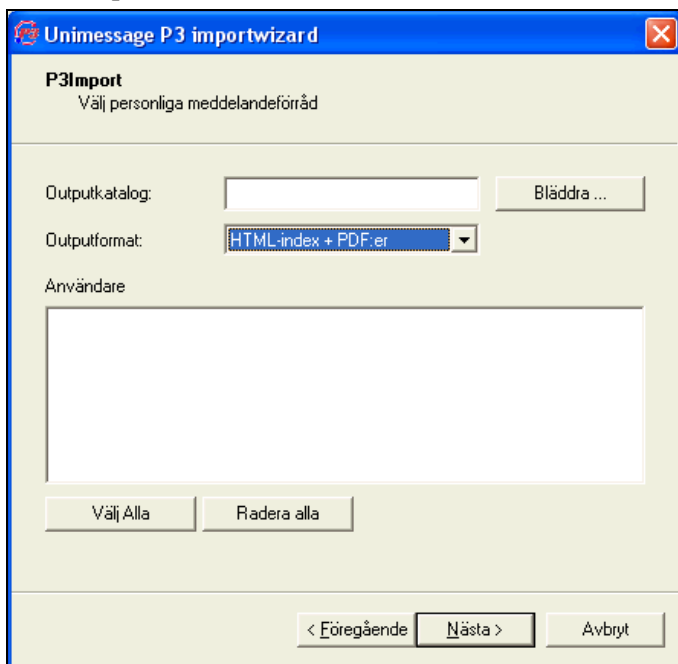 Unimessage P3 importwizard
P3Import
Välj personliga meddelandeförråd
Outputkatalog:
Bläddra ...
Outputformat:
HTML-index + PDF:er
Användare
Välj Alla
Radera alla
< Föregående
Nästa >
Avbryt